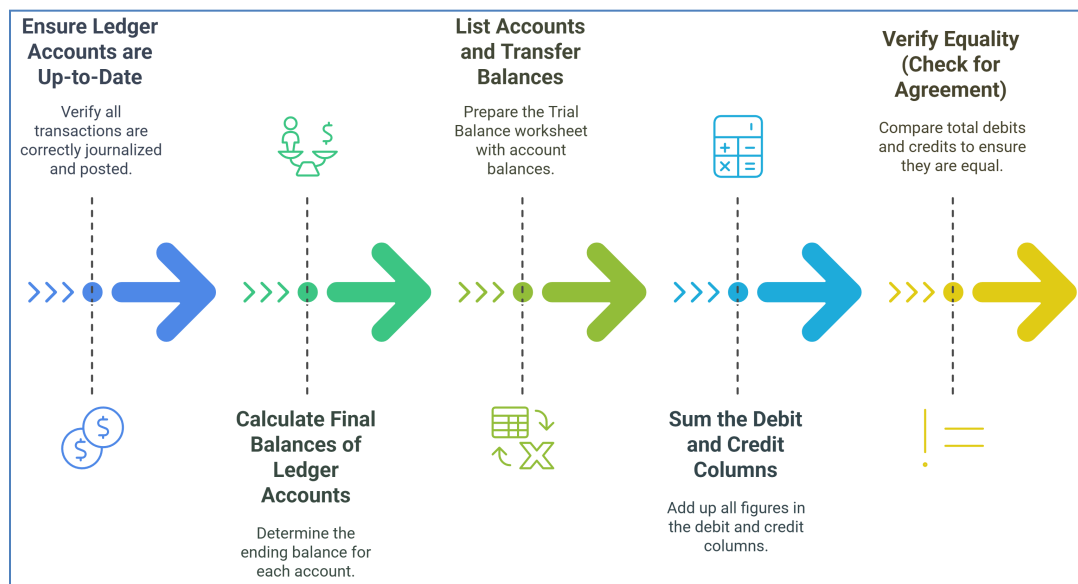 Ensure Ledger
Accounts are
Up-to-Date
Verify all
transactions are
correctly journalized
and posted.
Calculate Final
Balances of
Ledger
Accounts
Determine the
ending balance for
each account.
List Accounts
and Transfer
Balances
Prepare the Trial
Balance worksheet
with account
balances.
Sum the Debit
and Credit
Columns
Add up all figures in
the debit and credit
columns.
Verify Equality
(Check for
Agreement)
Compare total debits
and credits to ensure
they are equal.